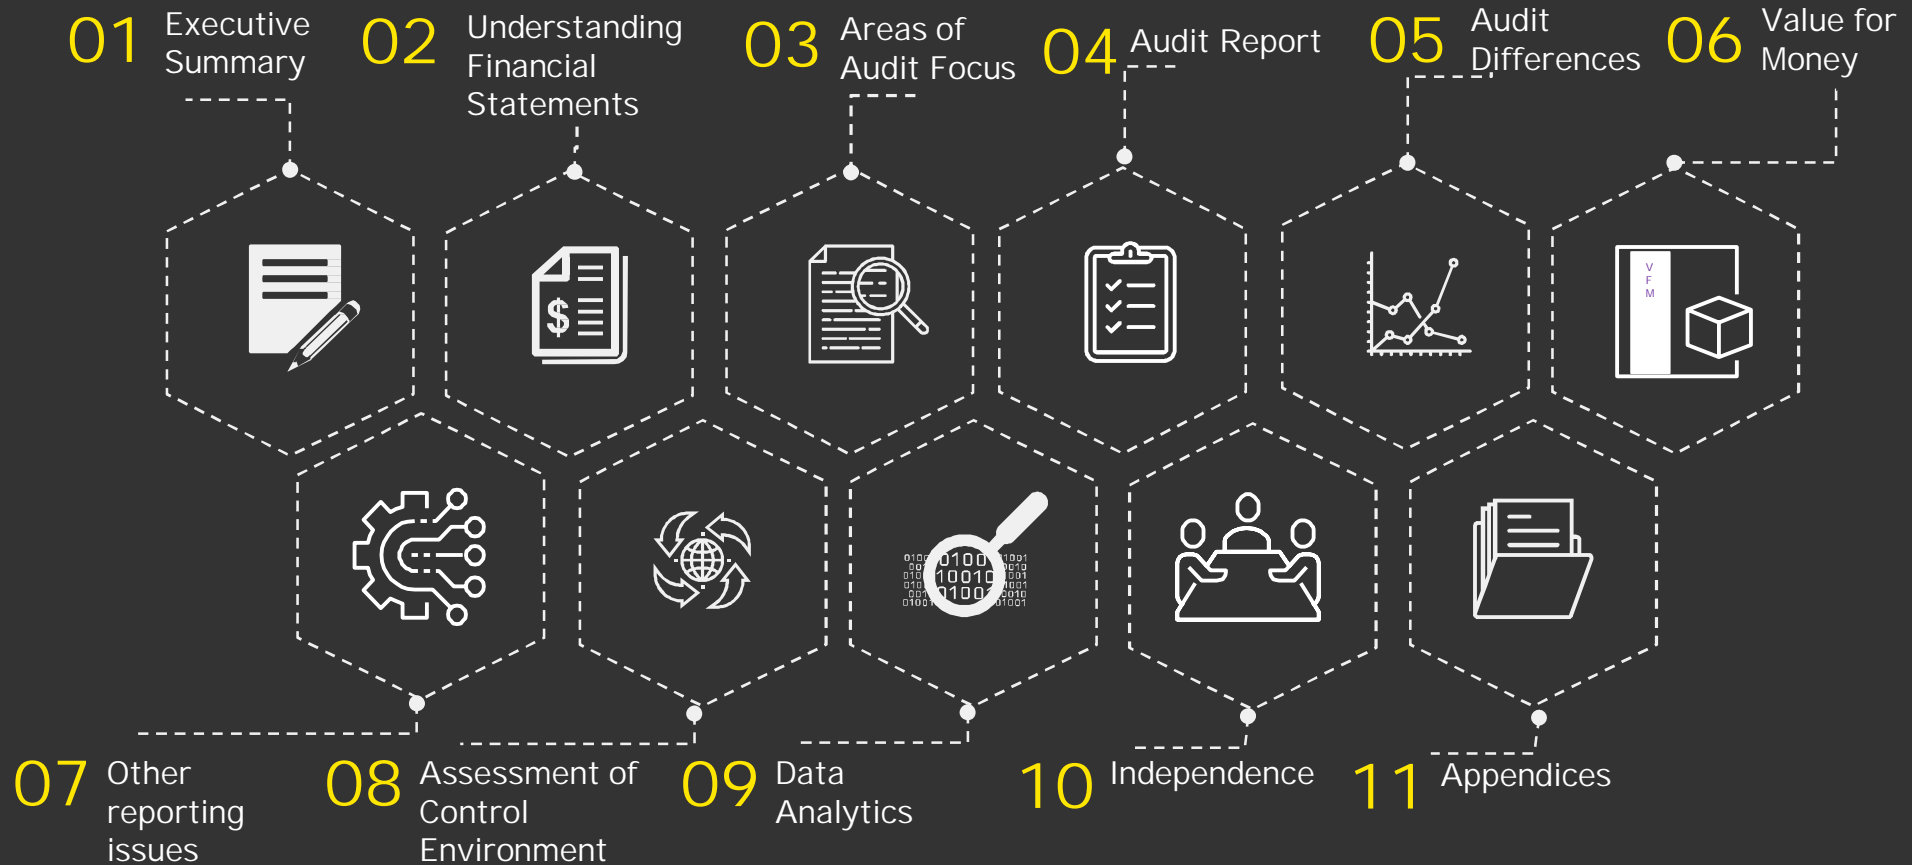 01 Executive
Summary
02 Understanding
Financial
Statements
03 Areas of
Audit Focus
04 Audit Report
05 Audit
Differences
06 Value for
Money
$
V
F
M
07 Other
reporting
issues
08 Assessment of
Control
Environment
09 Data
Analytics
10 Independence
11 Appendices